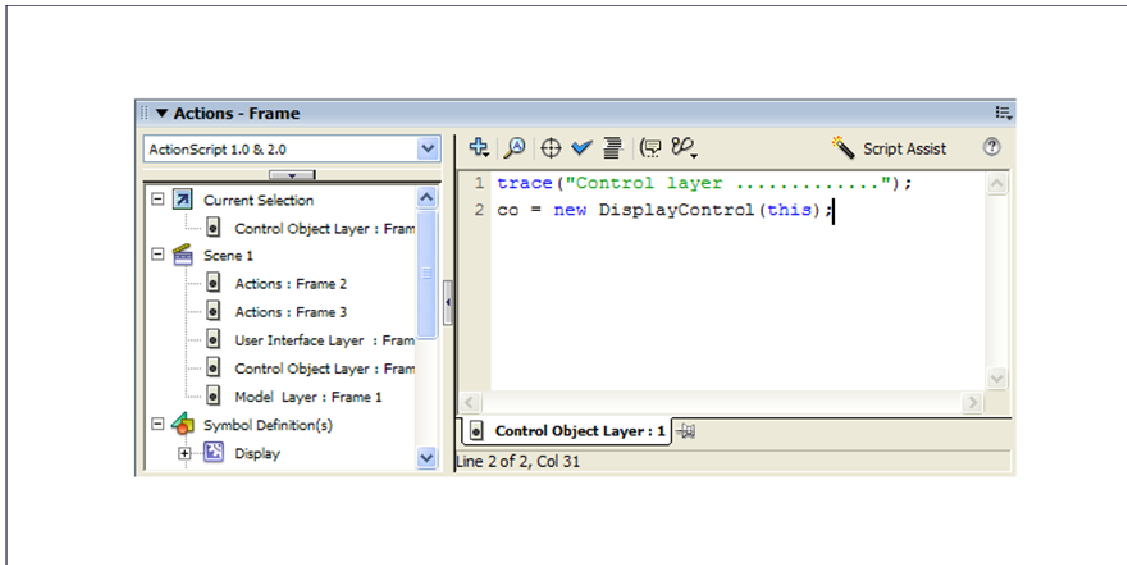 Actions - Frame
ActionScript 1.0 & 2.0
Script Assist
Current Selection
Control Object Layer : Fram
Scene 1
Actions : Frame 2
Actions : Frame 3
User Interface Layer : Fram
Control Object Layer : Fram
Model Layer : Frame 1
Symbol Definition(s)
Display
1 trace("Control layer .............");
2 co = new DisplayControl(this);
Control Object Layer : 1
Line 2 of 2, Col 31